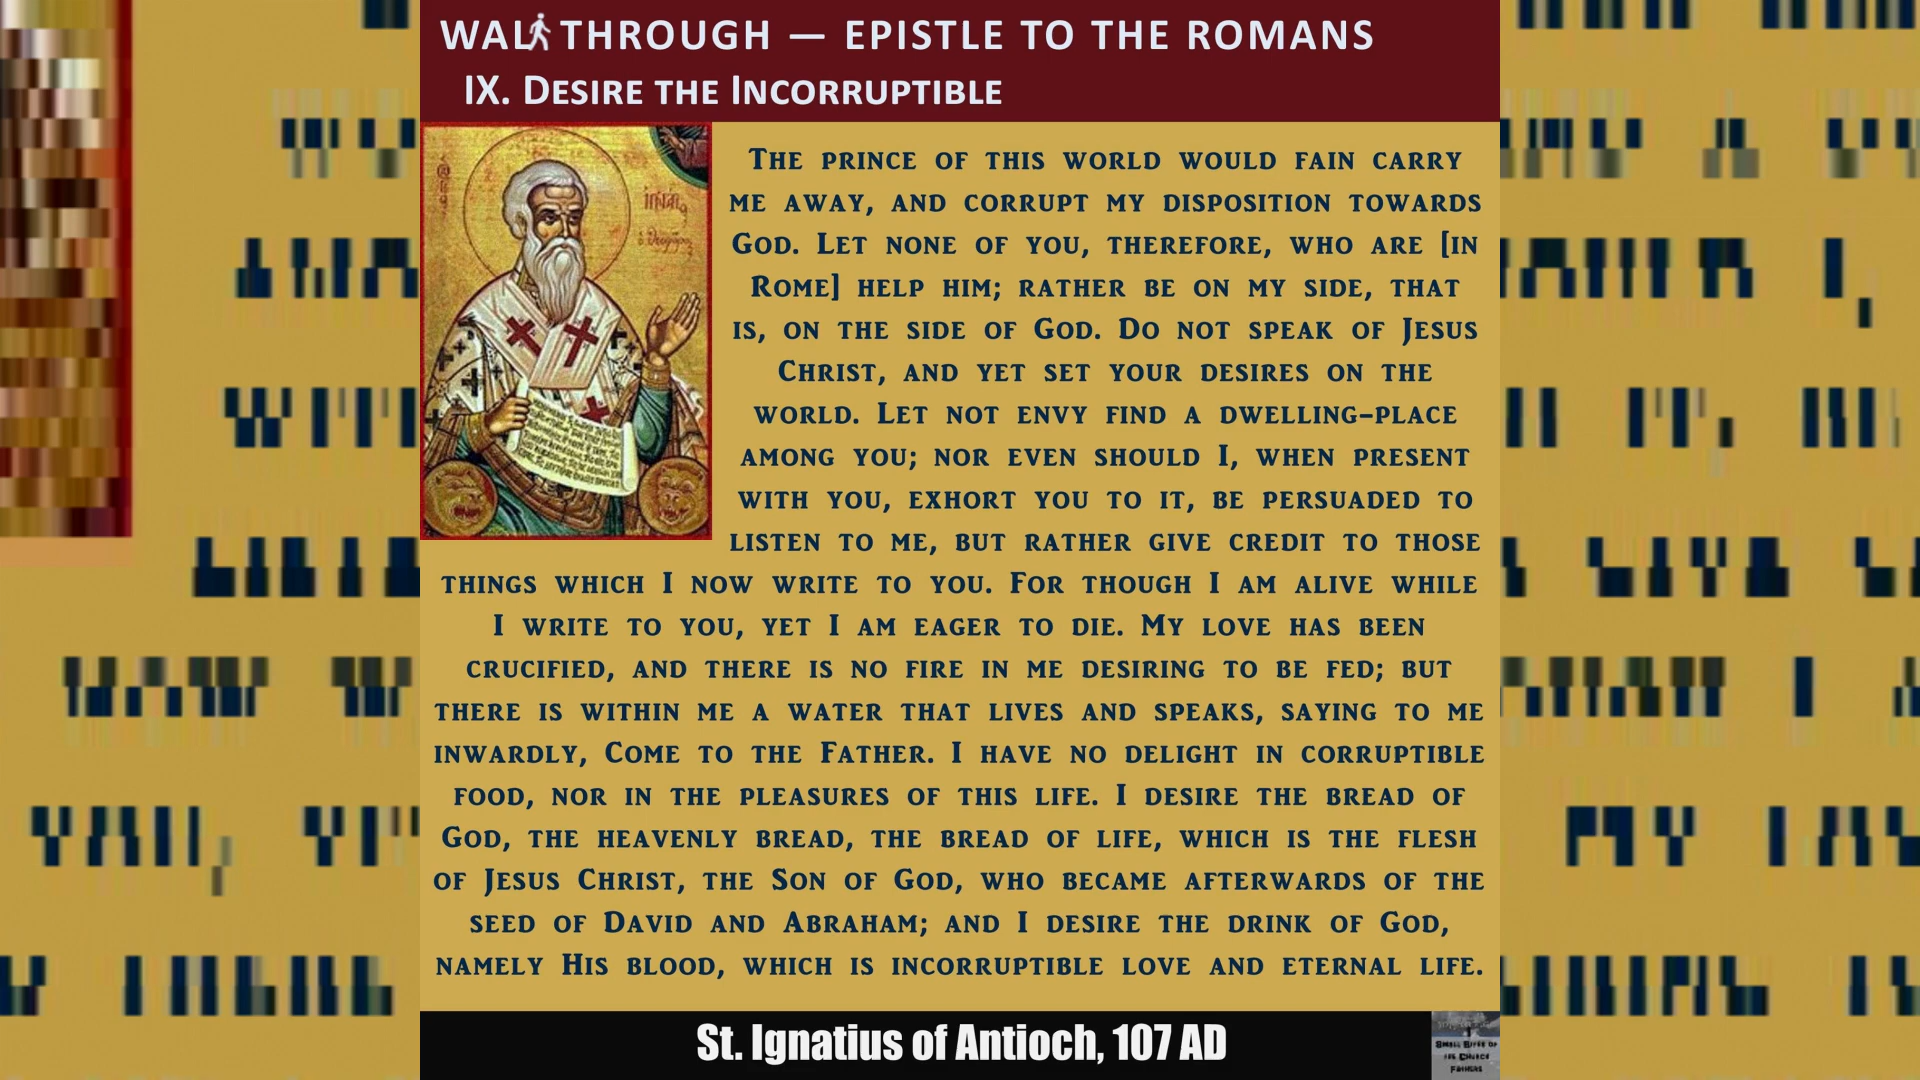 WALKTHROUGH — EPISTLE TO THE ROMANS
IX. DESIRE THE INCORRUPTIBLE
THE PRINCE OF THIS WORLD WOULD FAIN CARRY
ME AWAY, AND CORRUPT MY DISPOSITION TOWARDS
GOD. LET NONE OF YOU, THEREFORE, WHO ARE [IN
ROME] HELP HIM; RATHER BE ON MY SIDE, THAT
IS, ON THE SIDE OF GOD. DO NOT SPEAK OF JESUS
CHRIST, AND YET SET YOUR DESIRES ON THE
WORLD. LET NOT ENVY FIND A DWELLING-PLACE
AMONG YOU; NOR EVEN SHOULD I, WHEN PRESENT
WITH YOU, EXHORT YOU TO IT, BE PERSUADED TO
LISTEN TO ME, BUT RATHER GIVE CREDIT TO THOSE
THINGS WHICH I NOW WRITE TO YOU. FOR THOUGH I AM ALIVE WHILE
I WRITE TO YOU, YET I AM EAGER TO DIE. MY LOVE HAS BEEN
CRUCIFIED, AND THERE IS NO FIRE IN ME DESIRING TO BE FED; BUT
THERE IS WITHIN ME A WATER THAT LIVES AND SPEAKS, SAYING TO ME
INWARDLY, COME TO THE FATHER. I HAVE NO DELIGHT IN CORRUPTIBLE
FOOD, NOR IN THE PLEASURES OF THIS LIFE. I DESIRE THE BREAD OF
GOD, THE HEAVENLY BREAD, THE BREAD OF LIFE, WHICH IS THE FLESH
OF JESUS CHRIST, THE SON OF GOD, WHO BECAME AFTERWARDS OF THE
SEED OF DAVID AND ABRAHAM; AND I DESIRE THE DRINK OF GOD,
NAMELY HIS BLOOD, WHICH IS INCORRUPTIBLE LOVE AND ETERNAL LIFE.
St. Ignatius of Antioch, 107 AD
SMALL BITES OF
THE CHURCH
FATHERS